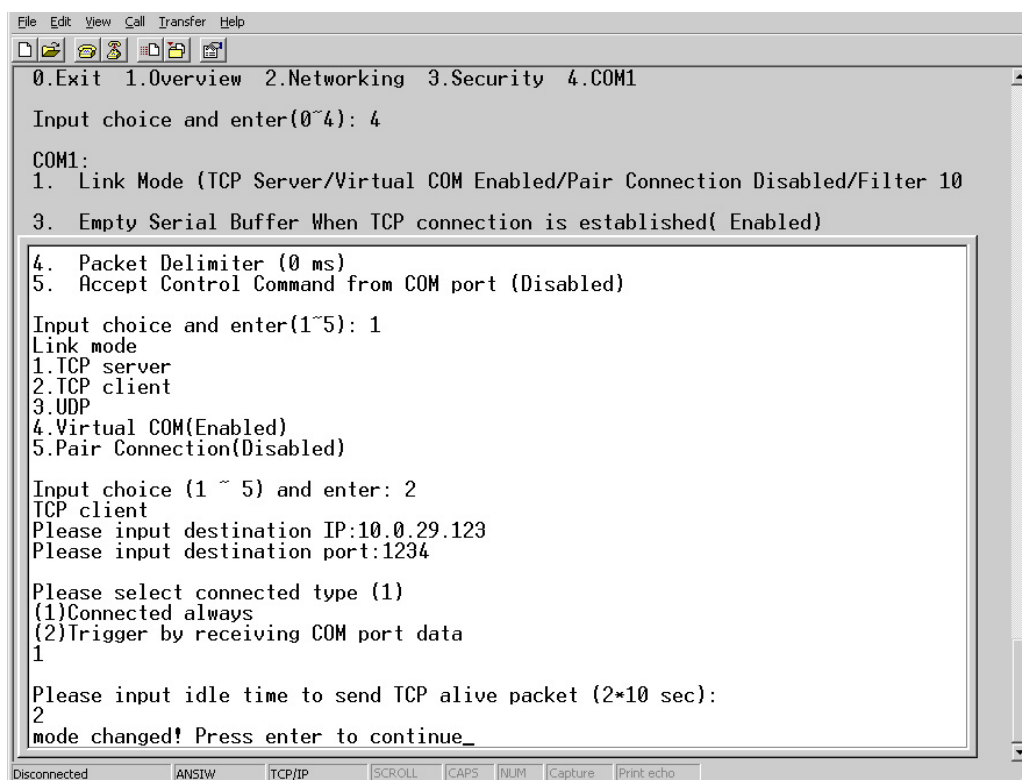 File Edit View Call Transfer Help
0.Exit 1.Overview 2.Networking 3.Security 4.COM1
Input choice and enter(0~4): 4
COM1:
1. Link Mode (TCP Server/Virtual COM Enabled/Pair Connection Disabled/Filter 10
3. Empty Serial Buffer When TCP connection is established( Enabled)
4. Packet Delimiter (0 ms)
5. Accept Control Command from COM port (Disabled)
Input choice and enter(1~5): 1
Link mode
1.TCP server
2.TCP client
3.UDP
4.Virtual COM(Enabled)
5.Pair Connection(Disabled)
Input choice (1 ~ 5) and enter: 2
TCP client
Please input destination IP:10.0.29.123
Please input destination port:1234
Please select connected type (1)
(1)Connected always
(2)Trigger by receiving COM port data
1
Please input idle time to send TCP alive packet (2*10 sec):
2
mode changed! Press enter to continue_
Disconnected ANSIW TCP/IP SCROLL CAPS NUM Capture Print echo